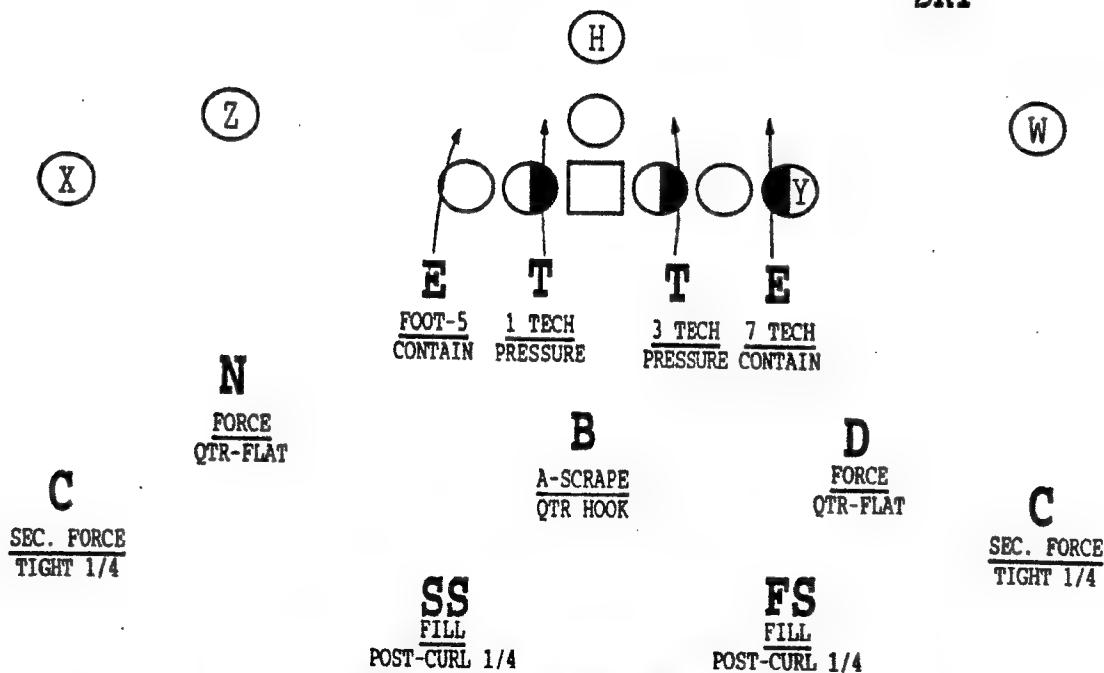 H
Z
W
X
Y
E T T E
FOOT-5 1 TECH 3 TECH 7 TECH
CONTAIN PRESSURE PRESSURE CONTAIN
N
FORCE
QTR-FLAT
B
A-SCRAPE
QTR HOOK
D
FORCE
QTR-FLAT
C
SEC. FORCE
TIGHT 1/4
C
SEC. FORCE
TIGHT 1/4
SS
FILL
POST-CURL 1/4
FS
FILL
POST-CURL 1/4